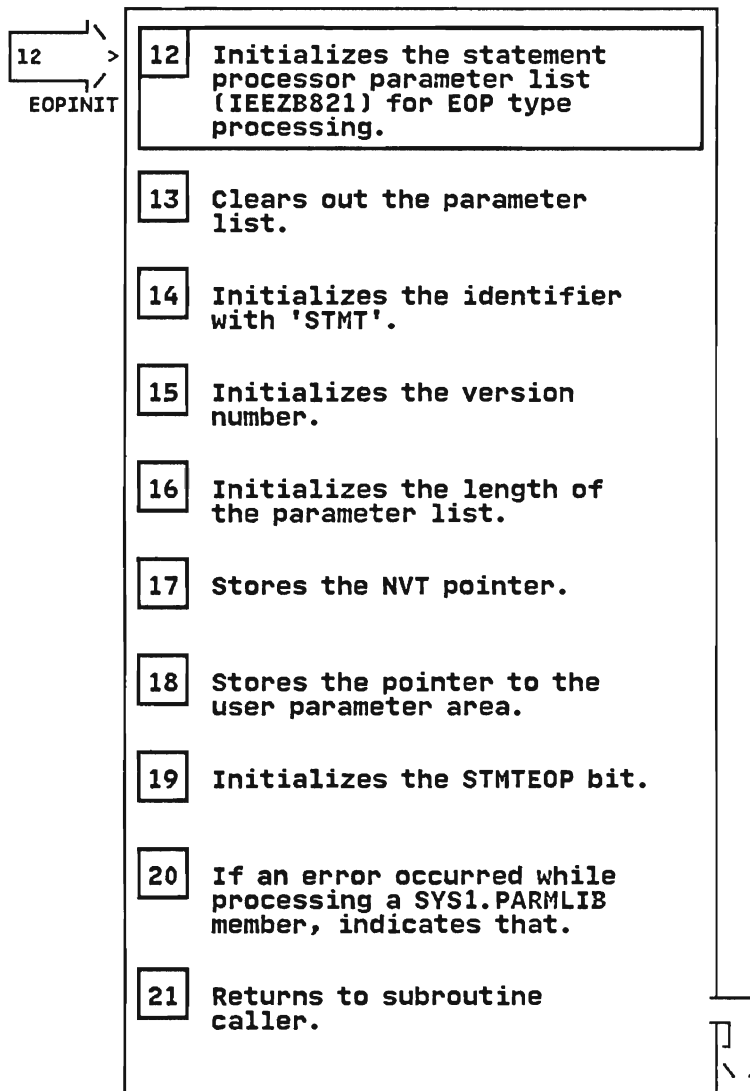 12 >
EOPINIT
12 Initializes the statement
processor parameter list
(IEEZB821) for EOP type
processing.
13 Clears out the parameter
list.
14 Initializes the identifier
with 'STMT'.
15 Initializes the version
number.
16 Initializes the length of
the parameter list.
17 Stores the NVT pointer.
18 Stores the pointer to the
user parameter area.
19 Initializes the STMTEOP bit.
20 If an error occurred while
processing a SYS1.PARMLIB
member, indicates that.
21 Returns to subroutine
caller.